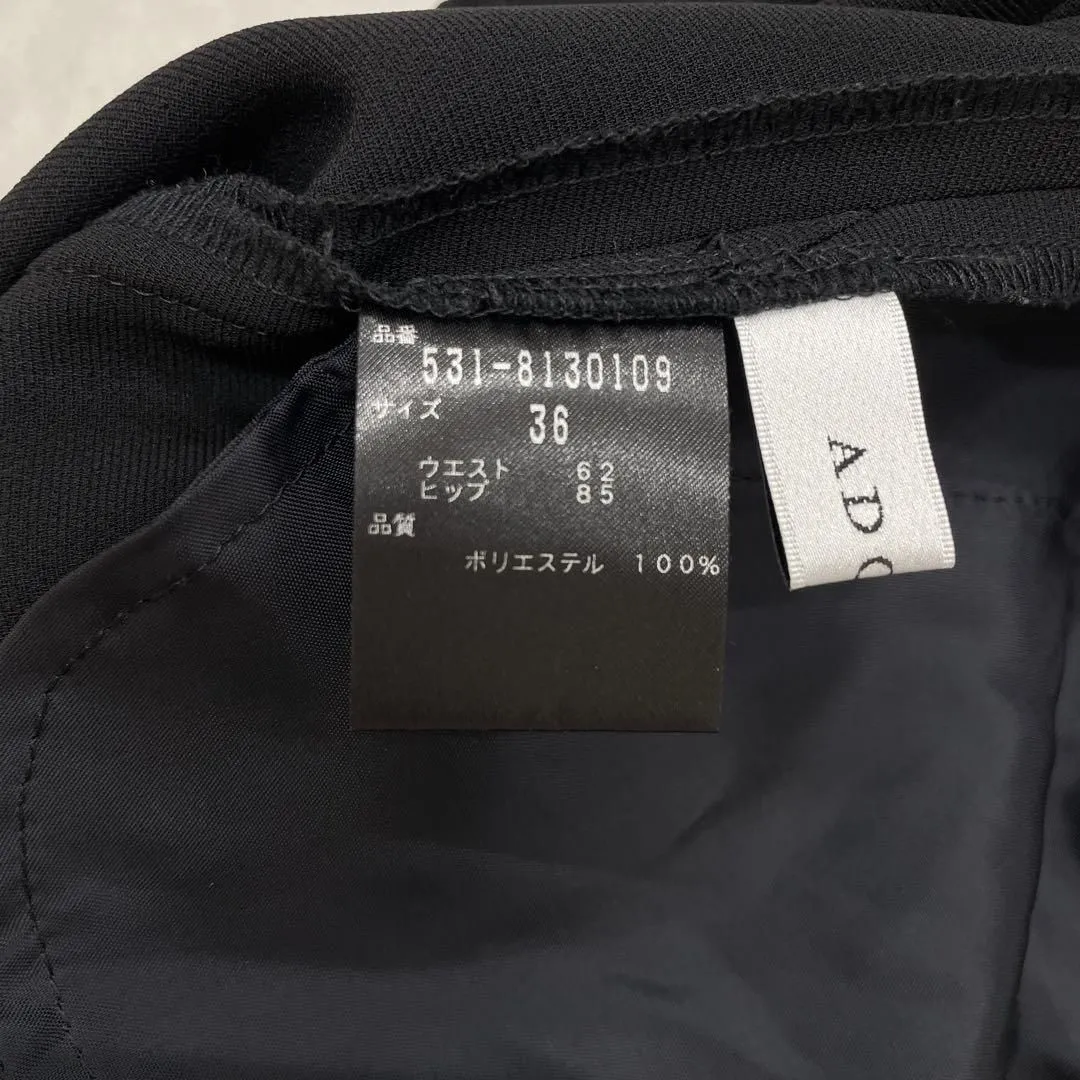 品番
531-8130109
サイズ
36
ウエスト 62
ヒップ 85
品質
ポリエステル 100%
AD